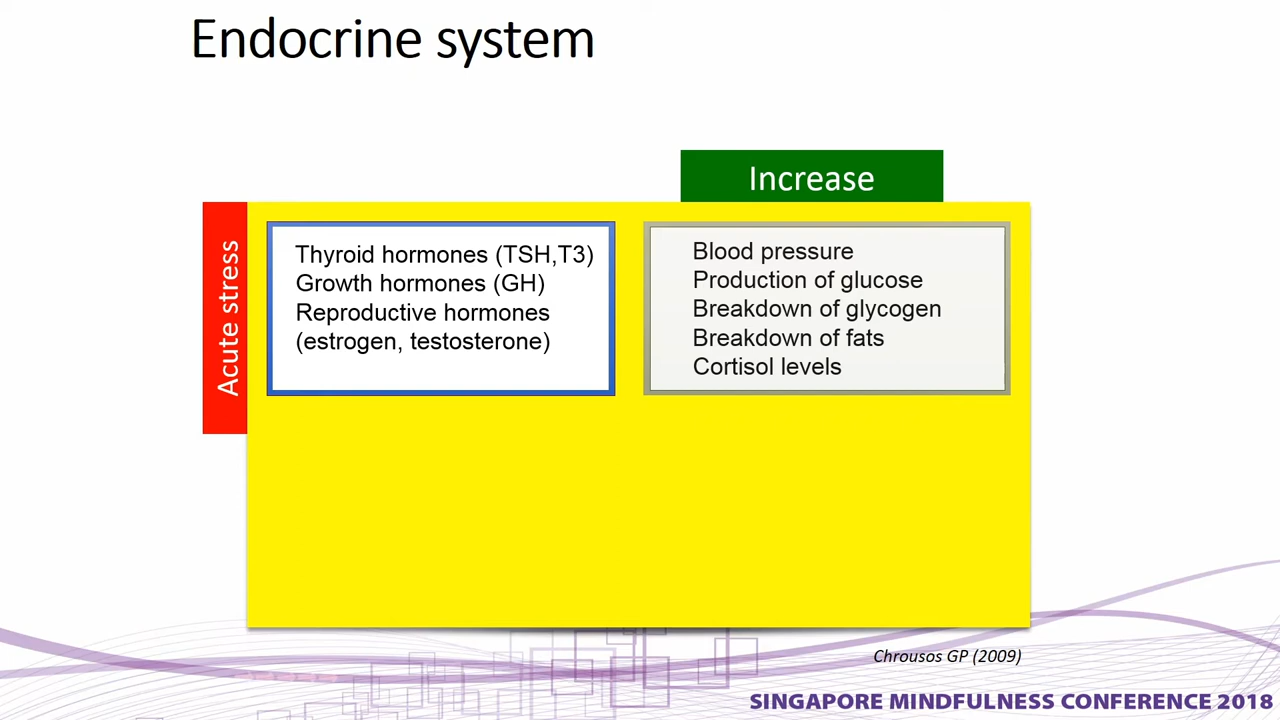 Endocrine system
Increase
Acute stress
Thyroid hormones (TSH,T3)
Growth hormones (GH)
Reproductive hormones
(estrogen, testosterone)
Blood pressure
Production of glucose
Breakdown of glycogen
Breakdown of fats
Cortisol levels
Chrousos GP (2009)
SINGAPORE MINDFULNESS CONFERENCE 2018